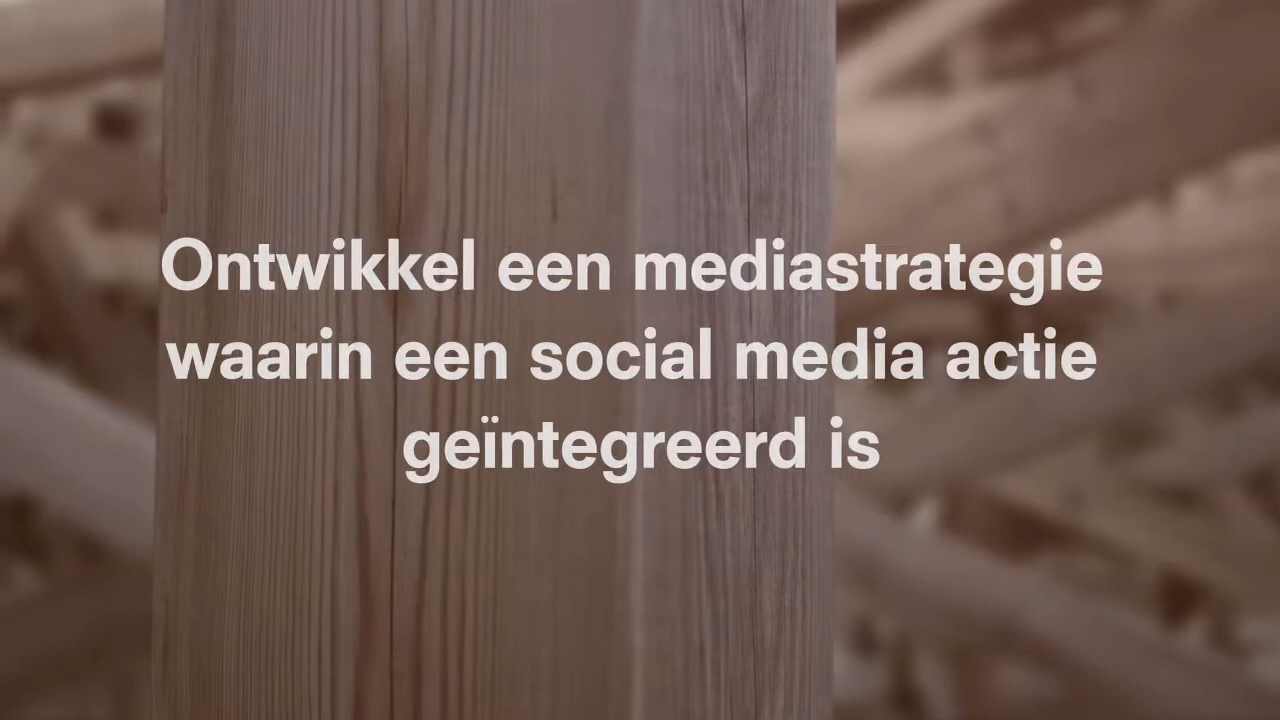 Ontwikkel een mediastrategie
waarin een social media actie
geïntegreerd is